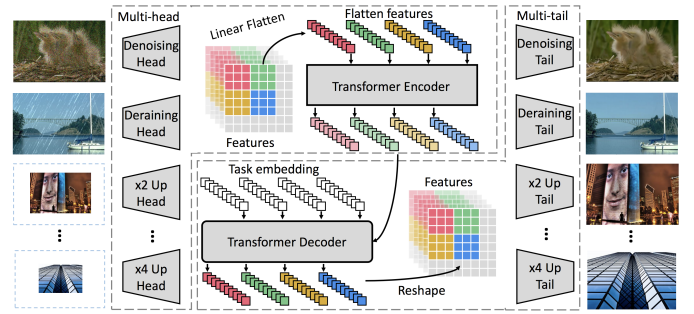 Multi-head
Denoising
Head
Deraining
Head
x2 Up
Head
x4 Up
Head
Linear Flatten
Features
Flatten features
Transformer Encoder
Task embedding
Transformer Decoder
Features
Reshape
Multi-tail
Denoising
Tail
Deraining
Tail
x2 Up
Tail
x4 Up
Tail